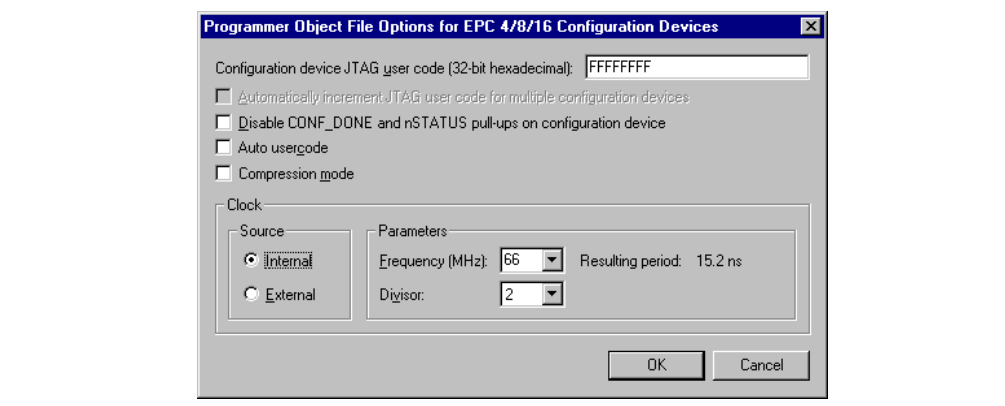 Programmer Object File Options for EPC 4/8/16 Configuration Devices
Configuration device JTAG user code (32-bit hexadecimal): FFFFFFFF
Automatically increment JTAG user code for multiple configuration devices
Disable CONF_DONE and nSTATUS pull-ups on configuration device
Auto usercode
Compression mode
Clock
Source
Internal
External
Parameters
Frequency (MHz): 66 Resulting period: 15.2 ns
Divisor: 2
OK Cancel